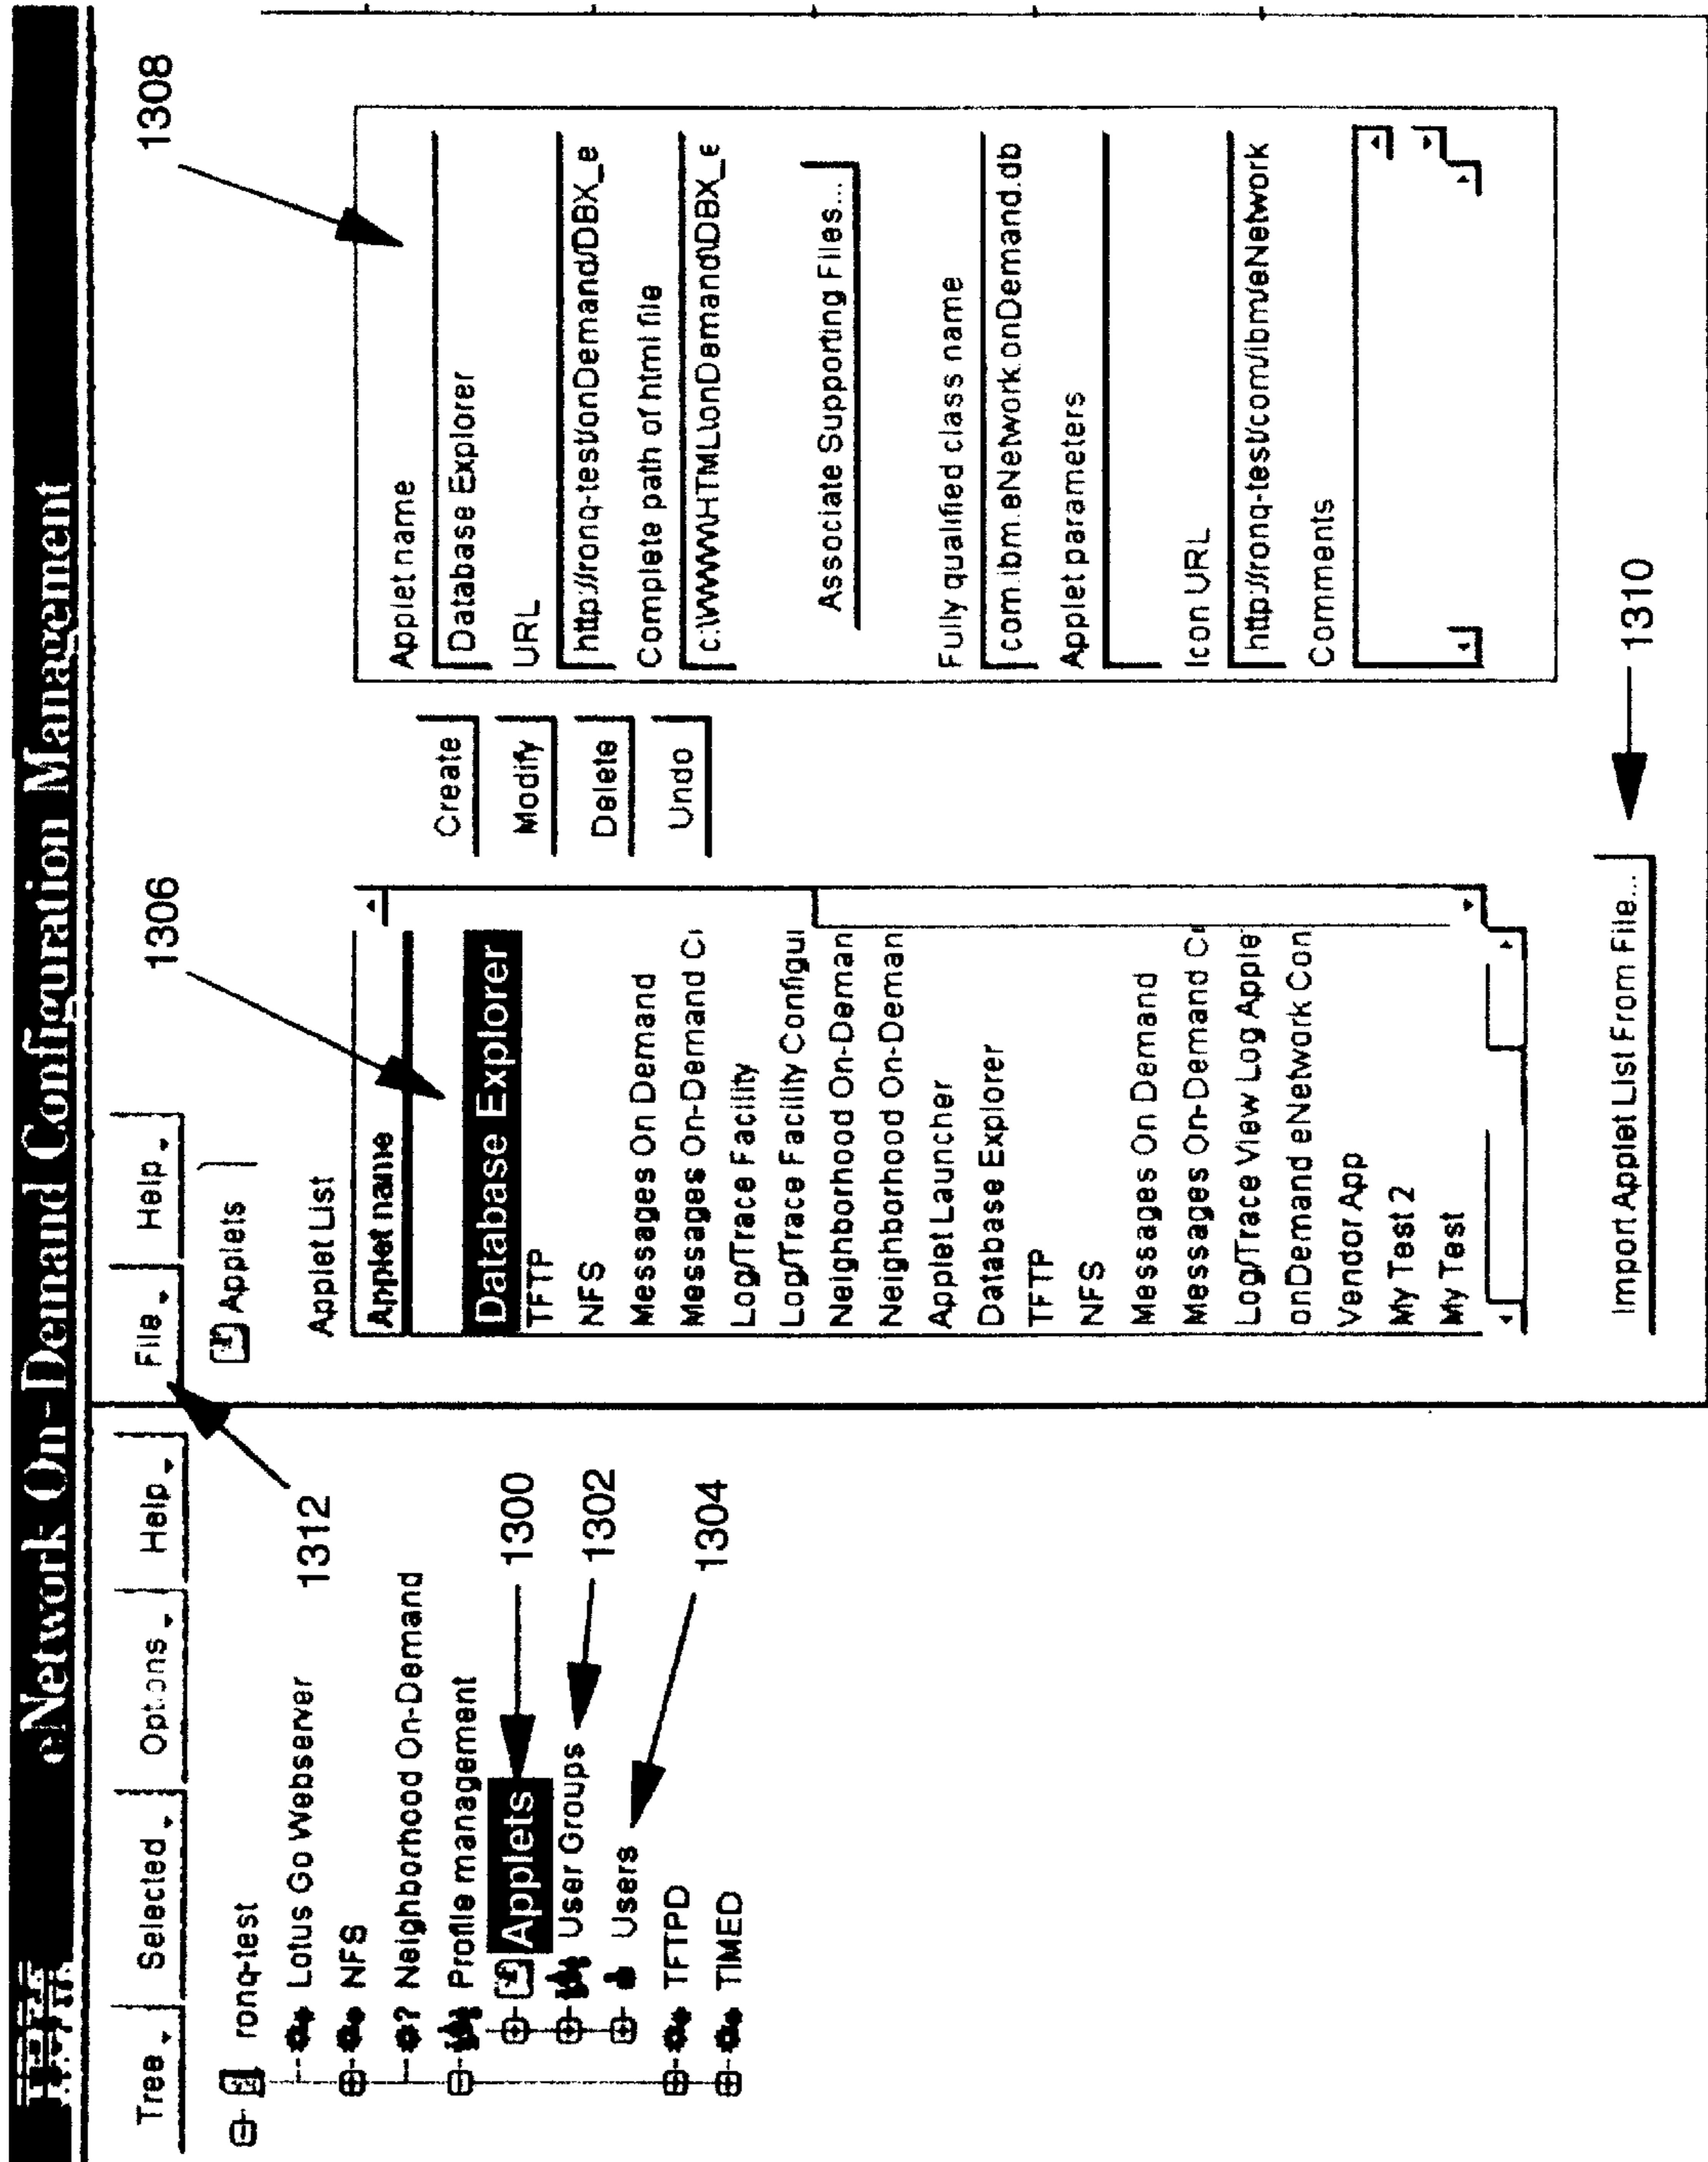 IBM eNetwork On-Demand Configuration Management
Tree Selected Options Help
File Help
1312
ronq-test
Lotus Go Webserver
NFS
? Neighborhood On-Demand
Profile management
Applets
User Groups
Users
TFTPD
TIMED
1300
1302
1304
Applets
Applet List
Applet name
1306
Database Explorer
TFTP
NFS
Messages On Demand
Messages On-Demand C
Log/Trace Facility
Log/Trace Facility Configu
Neighborhood On-Deman
Neighborhood On-Deman
Applet Launcher
Database Explorer
TFTP
NFS
Messages On Demand
Messages On-Demand C
Log/Trace View Log Apple
onDemand eNetwork Con
Vendor App
My Test 2
My Test
Import Applet List From File...
1310
Create
Modify
Delete
Undo
1308
Applet name
Database Explorer
URL
http://ronq-test/onDemand/DBX_e
Complete path of html file
c:\WWW\HTML\onDemand\DBX_e
Associate Supporting Files...
Fully qualified class name
com.ibm.eNetwork.onDemand.db
Applet parameters
Icon URL
http://ronq-test/com/ibm/eNetwork
Comments